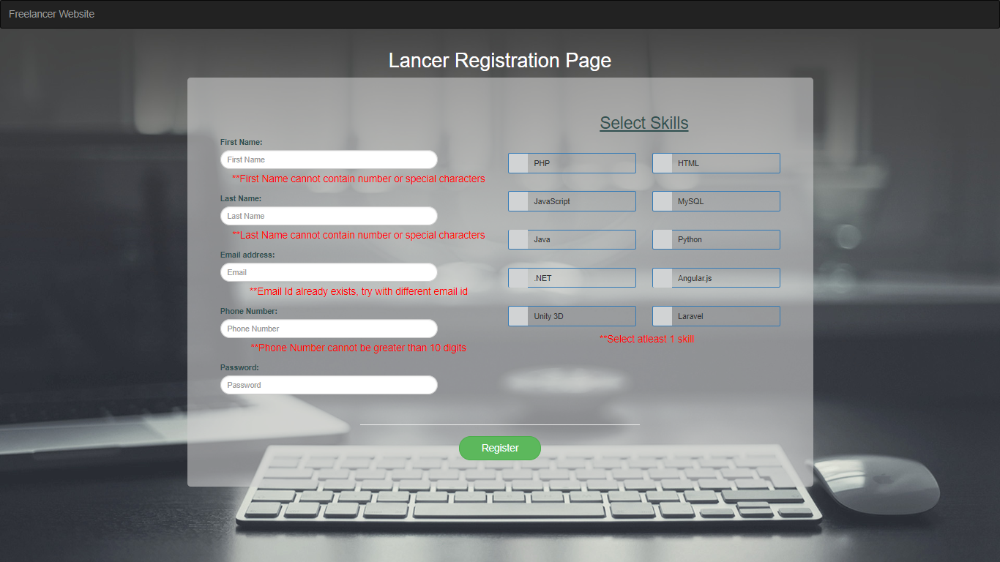 Freelancer Website
Lancer Registration Page
First Name:
First Name
**First Name cannot contain number or special characters
Last Name:
Last Name
**Last Name cannot contain number or special characters
Email address:
Email
**Email Id already exists, try with different email id
Phone Number:
Phone Number
**Phone Number cannot be greater than 10 digits
Password:
Password
Select Skills
PHP
HTML
JavaScript
MySQL
Java
Python
.NET
Angular.js
Unity 3D
Laravel
**Select atleast 1 skill
Register